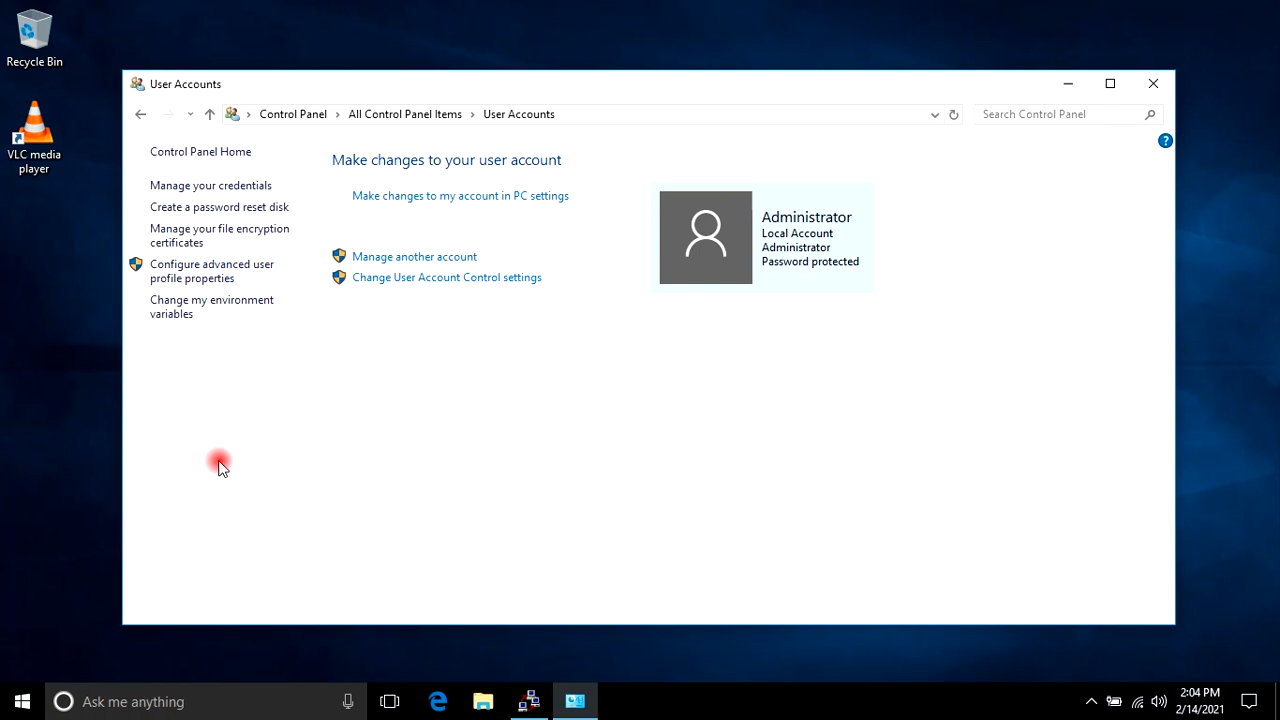 Recycle Bin
VLC media
player
User Accounts
Control Panel
All Control Panel Items
User Accounts
Search Control Panel
?
Control Panel Home
Manage your credentials
Create a password reset disk
Manage your file encryption
certificates
Configure advanced user
profile properties
Change my environment
variables
Make changes to your user account
Make changes to my account in PC settings
Manage another account
Change User Account Control settings
Administrator
Local Account
Administrator
Password protected
Ask me anything
2:04 PM
2/14/2021